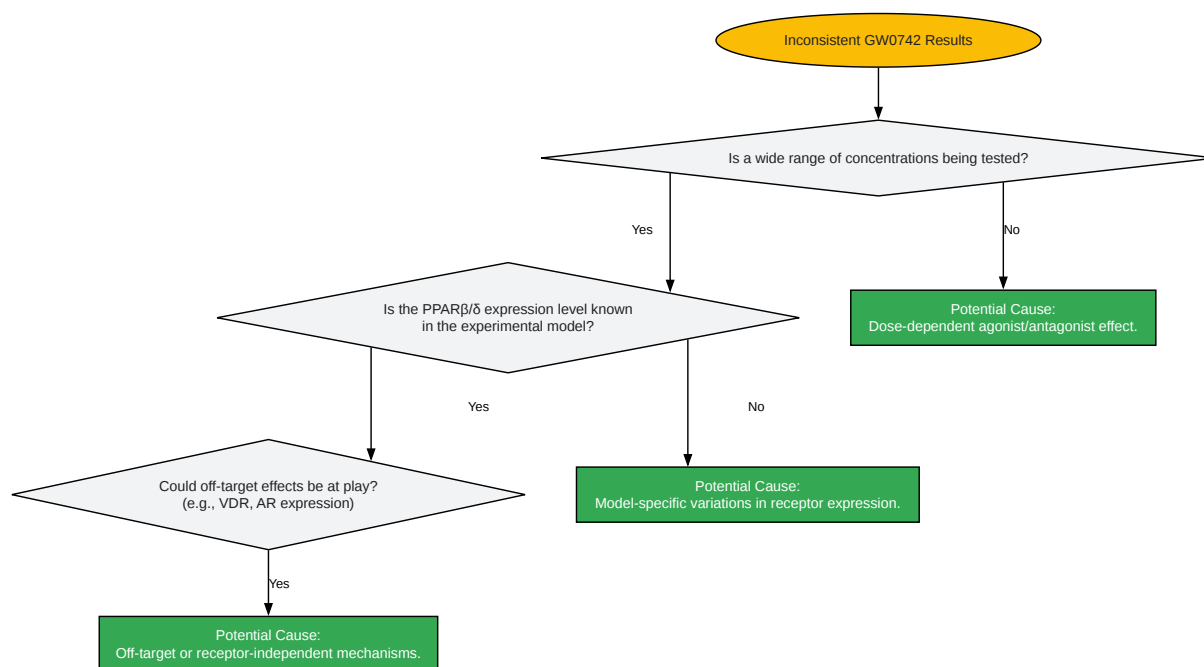 Inconsistent GW0742 Results
Is a wide range of concentrations being tested?
Yes
No
Is the PPARβ/δ expression level known
in the experimental model?
Potential Cause:
Dose-dependent agonist/antagonist effect.
Yes
No
Could off-target effects be at play?
(e.g., VDR, AR expression)
Potential Cause:
Model-specific variations in receptor expression.
Yes
Potential Cause:
Off-target or receptor-independent mechanisms.